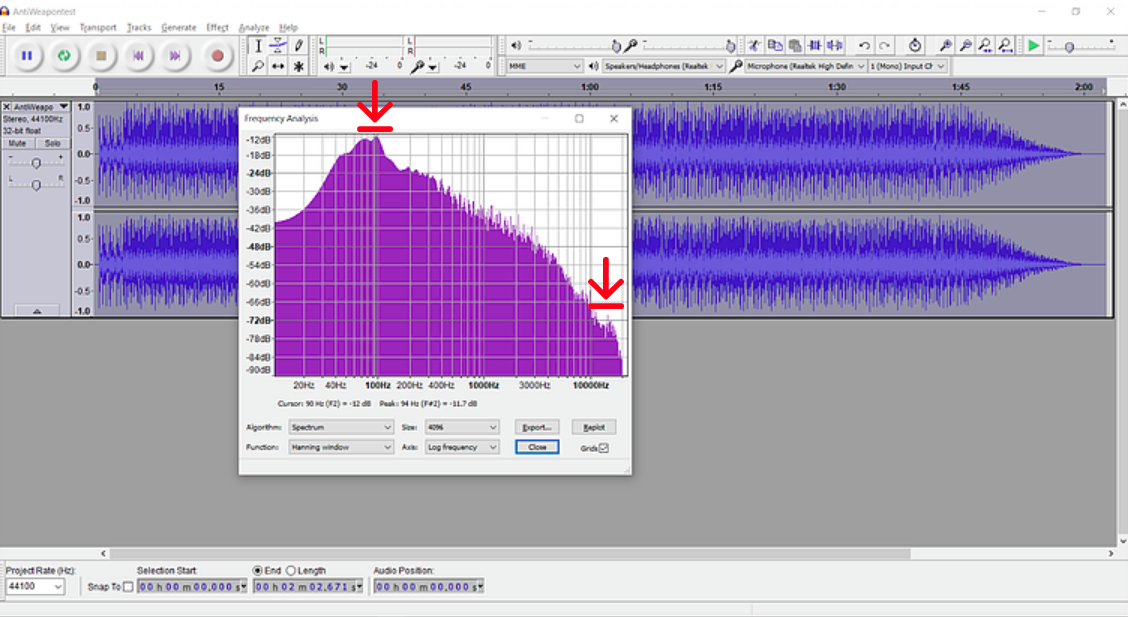 AntiWeapontest
File Edit View Transport Tracks Generate Effect Analyze Help
L
R
-24 0
L
R
-24 0
MME
Speakers/Headphones (Realtek
Microphone (Realtek High Defin
1 (Mono) Input Ch
0 15 30 45 1:00 1:15 1:30 1:45 2:00
AntiWeapo
Stereo, 44100Hz
32-bit float
Mute Solo
- +
L R
1.0
0.5-
0.0-
-0.5-
-1.0
1.0
0.5-
0.0-
-0.5-
-1.0
Frequency Analysis
-12dB
-18dB
-24dB
-30dB
-36dB
-42dB
-48dB
-54dB
-60dB
-66dB
-72dB
-78dB
-84dB
-90dB
20Hz 40Hz 100Hz 200Hz 400Hz 1000Hz 3000Hz 10000Hz
Cursor: 90 Hz (F2) = -12 dB Peak: 94 Hz (F#2) = -11.7 dB
Algorithm: Spectrum Size: 4096 Export... Replot
Function: Hanning window Axis: Log frequency Close Grids
Project Rate (Hz): Selection Start: End Length Audio Position:
44100 Snap To 00 h 00 m 00.000 s 00 h 02 m 02.671 s 00 h 00 m 00.000 s